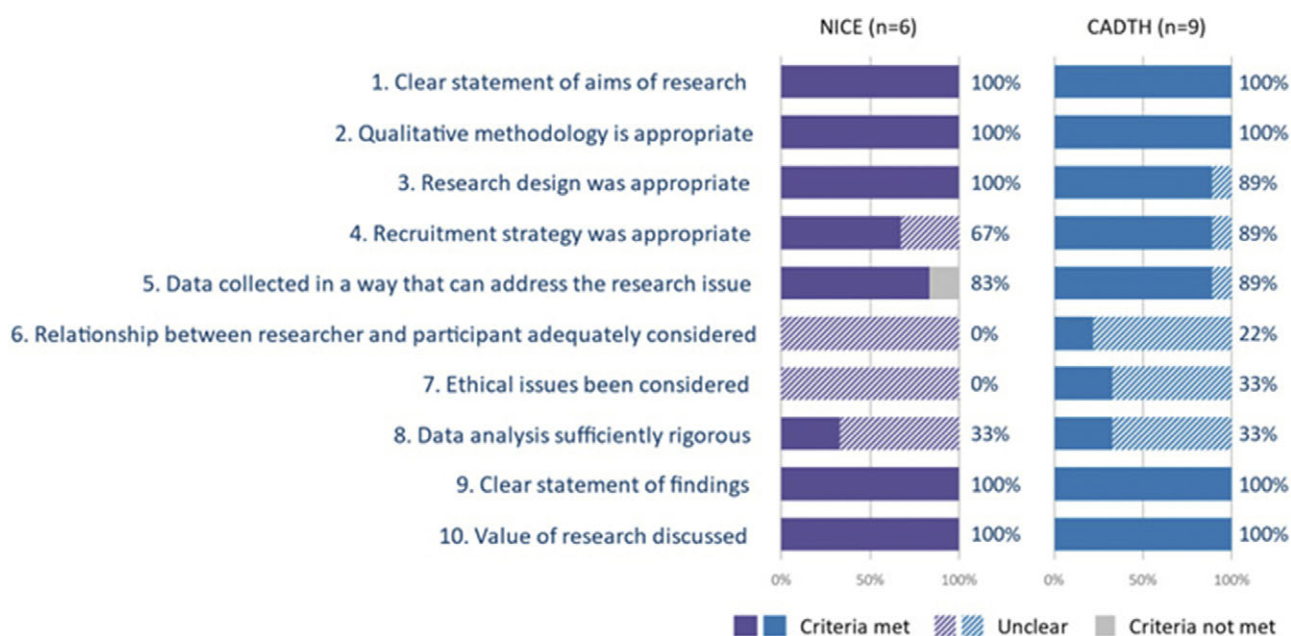 NICE (n=6) CADTH (n=9)
1. Clear statement of aims of research 100% 100%
2. Qualitative methodology is appropriate 100% 100%
3. Research design was appropriate 100% 89%
4. Recruitment strategy was appropriate 67% 89%
5. Data collected in a way that can address the research issue 83% 89%
6. Relationship between researcher and participant adequately considered 0% 22%
7. Ethical issues been considered 0% 33%
8. Data analysis sufficiently rigorous 33% 33%
9. Clear statement of findings 100% 100%
10. Value of research discussed 100% 100%
0% 50% 100% 0% 50% 100%
Criteria met Unclear Criteria not met